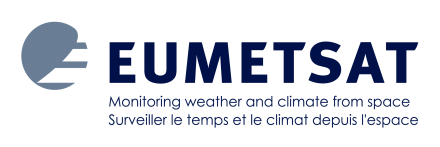 EUMETSAT
Monitoring weather and climate from space
Surveiller le temps et le climat depuis l'espace